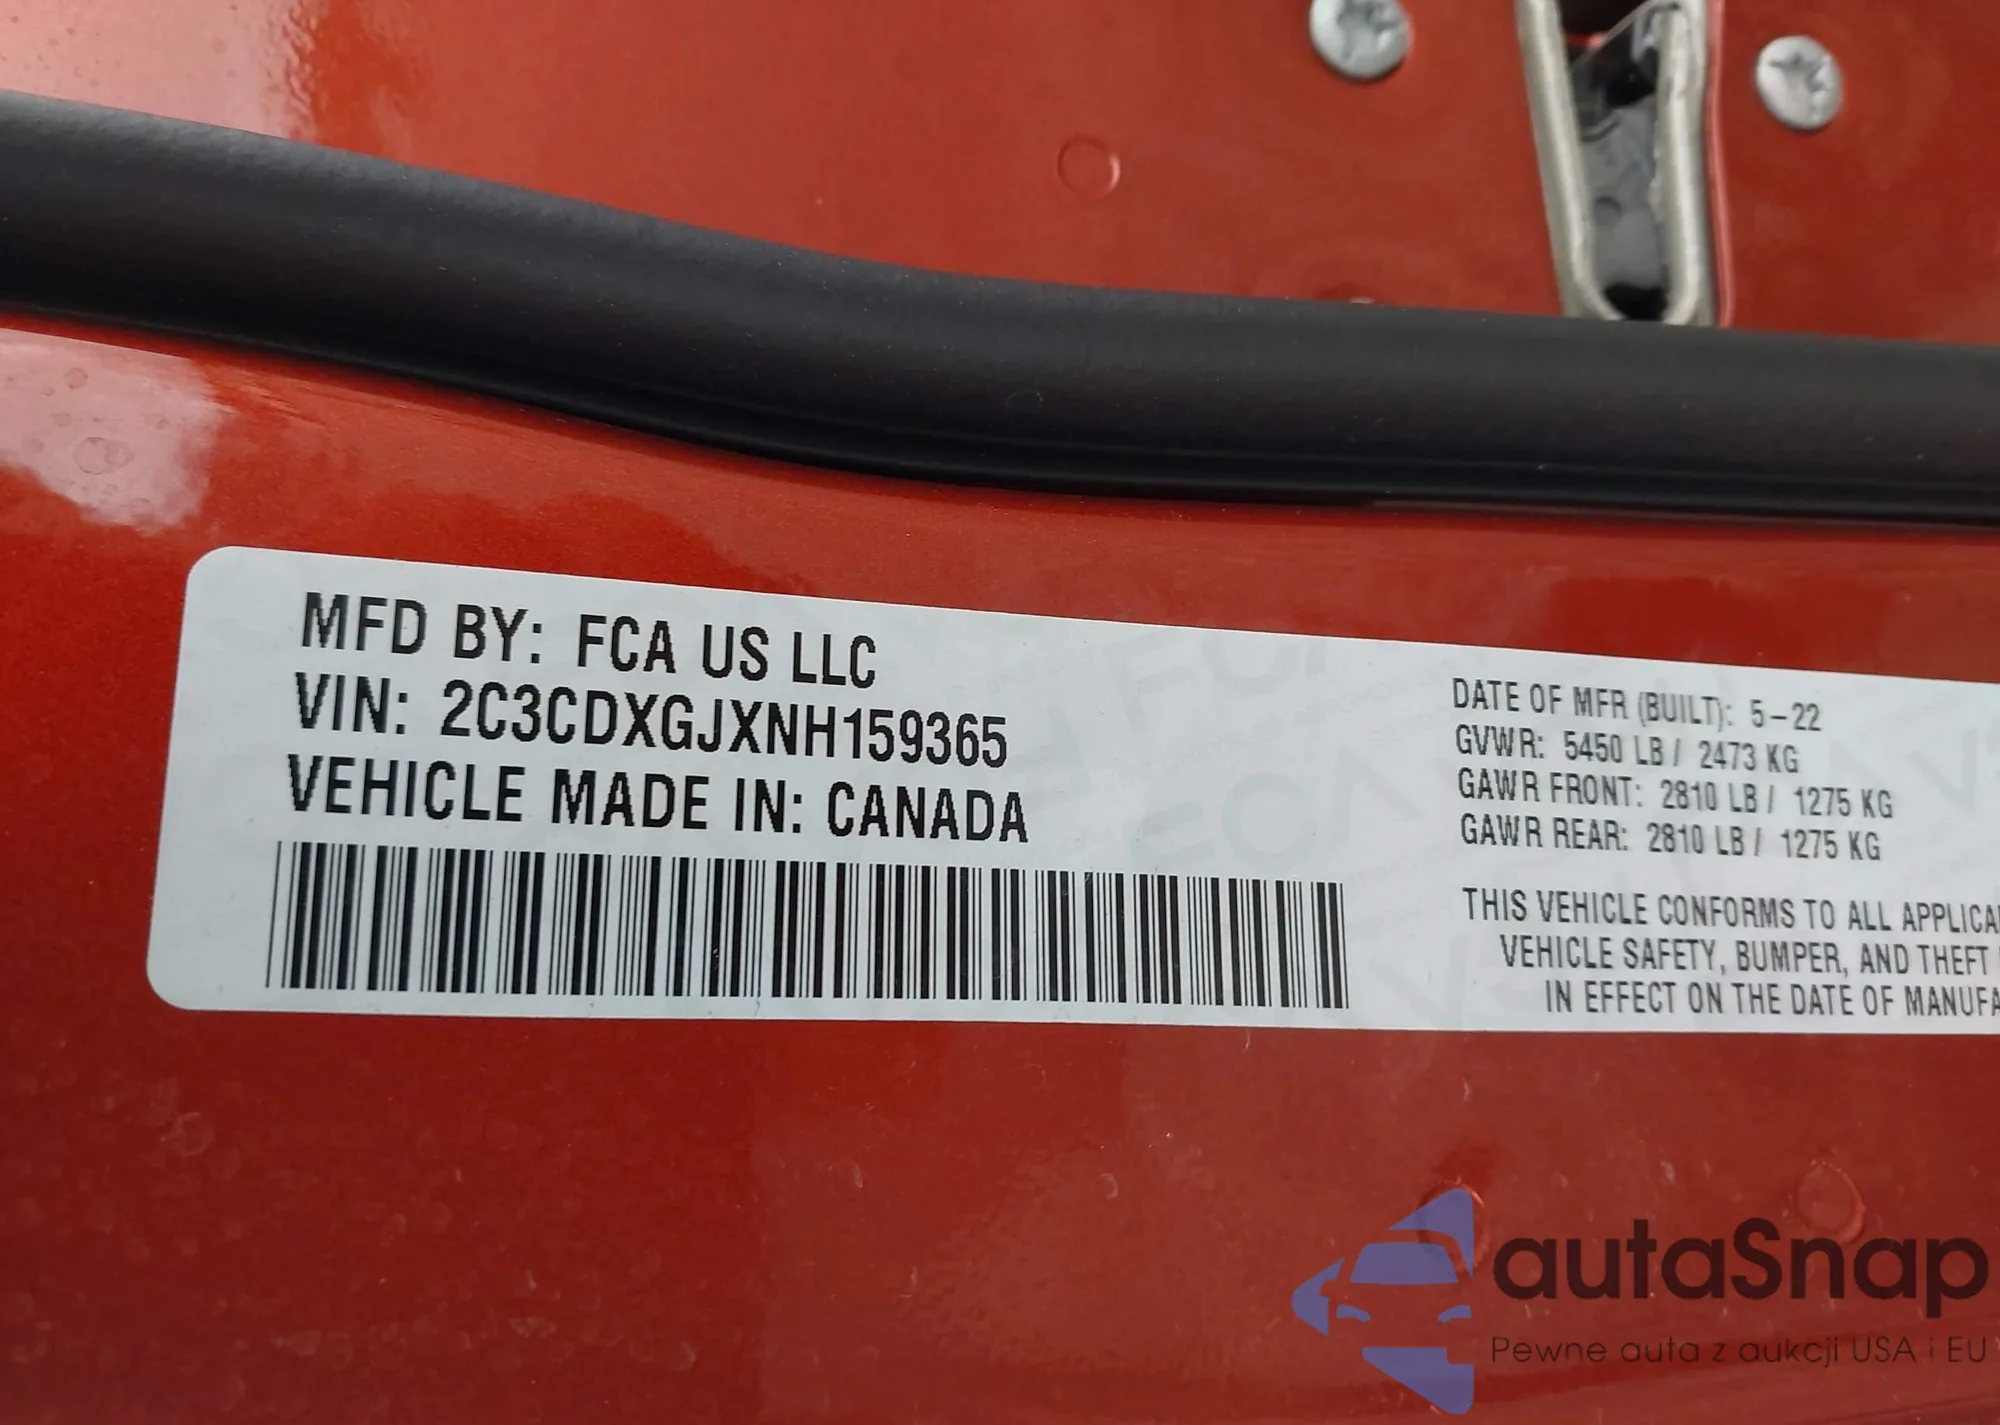 MFD BY: FCA US LLC
VIN: 2C3CDXGJXNH159365
VEHICLE MADE IN: CANADA
DATE OF MFR (BUILT): 5-22
GVWR: 5450 LB / 2473 KG
GAWR FRONT: 2810 LB / 1275 KG
GAWR REAR: 2810 LB / 1275 KG
THIS VEHICLE CONFORMS TO ALL APPLICA
VEHICLE SAFETY, BUMPER, AND THEFT
IN EFFECT ON THE DATE OF MANUFA
autaSnap
Pewne auta z aukcji USA i EU